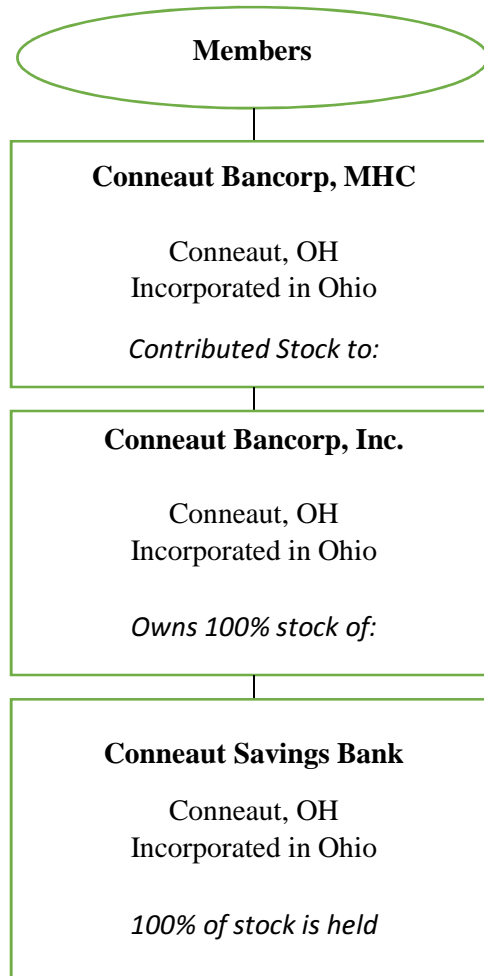 Members
Conneaut Bancorp, MHC
Conneaut, OH
Incorporated in Ohio
Contributed Stock to:
Conneaut Bancorp, Inc.
Conneaut, OH
Incorporated in Ohio
Owns 100% stock of:
Conneaut Savings Bank
Conneaut, OH
Incorporated in Ohio
100% of stock is held